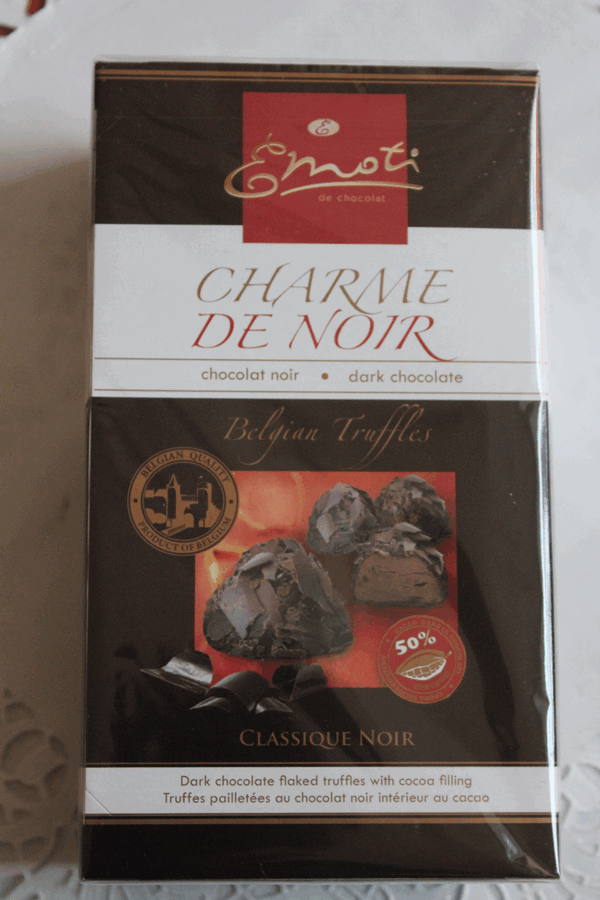 E
Emoti
de chocolat
CHARME
DE NOIR
chocolat noir • dark chocolate
Belgian Truffles
BELGIAN QUALITY
PRODUCT OF BELGIUM
50%
CLASSIQUE NOIR
Dark chocolate flaked truffles with cocoa filling
Truffes pailletées au chocolat noir intérieur au cacao